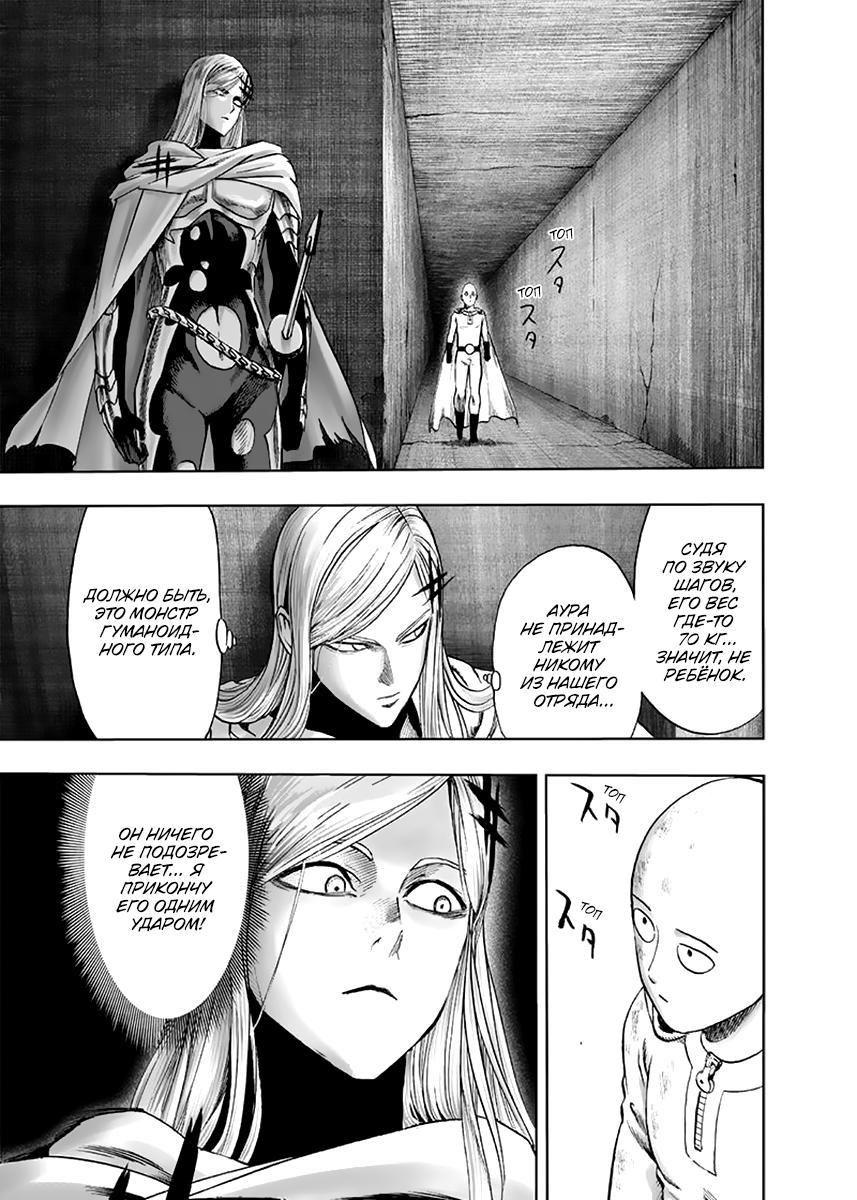 ТОП
スタ
ТОП
スタ
СУДЯ
ПО ЗВУКУ
ШАГОВ,
ЕГО ВЕС
ГДЕ-ТО
70 КГ...
ЗНАЧИТ, НЕ
РЕБЁНОК.
АУРА
НЕ ПРИНАД-
ЛЕЖИТ
НИКОМУ
ИЗ НАШЕГО
ОТРЯДА...
ДОЛЖНО БЫТЬ,
ЭТО МОНСТР
ГУМАНОИД-
НОГО ТИПА.
ТОП
スタ
ТОП
スタ
ОН НИЧЕГО
НЕ ПОДОЗРЕ-
ВАЕТ... Я
ПРИКОНЧУ
ЕГО ОДНИМ
УДАРОМ!